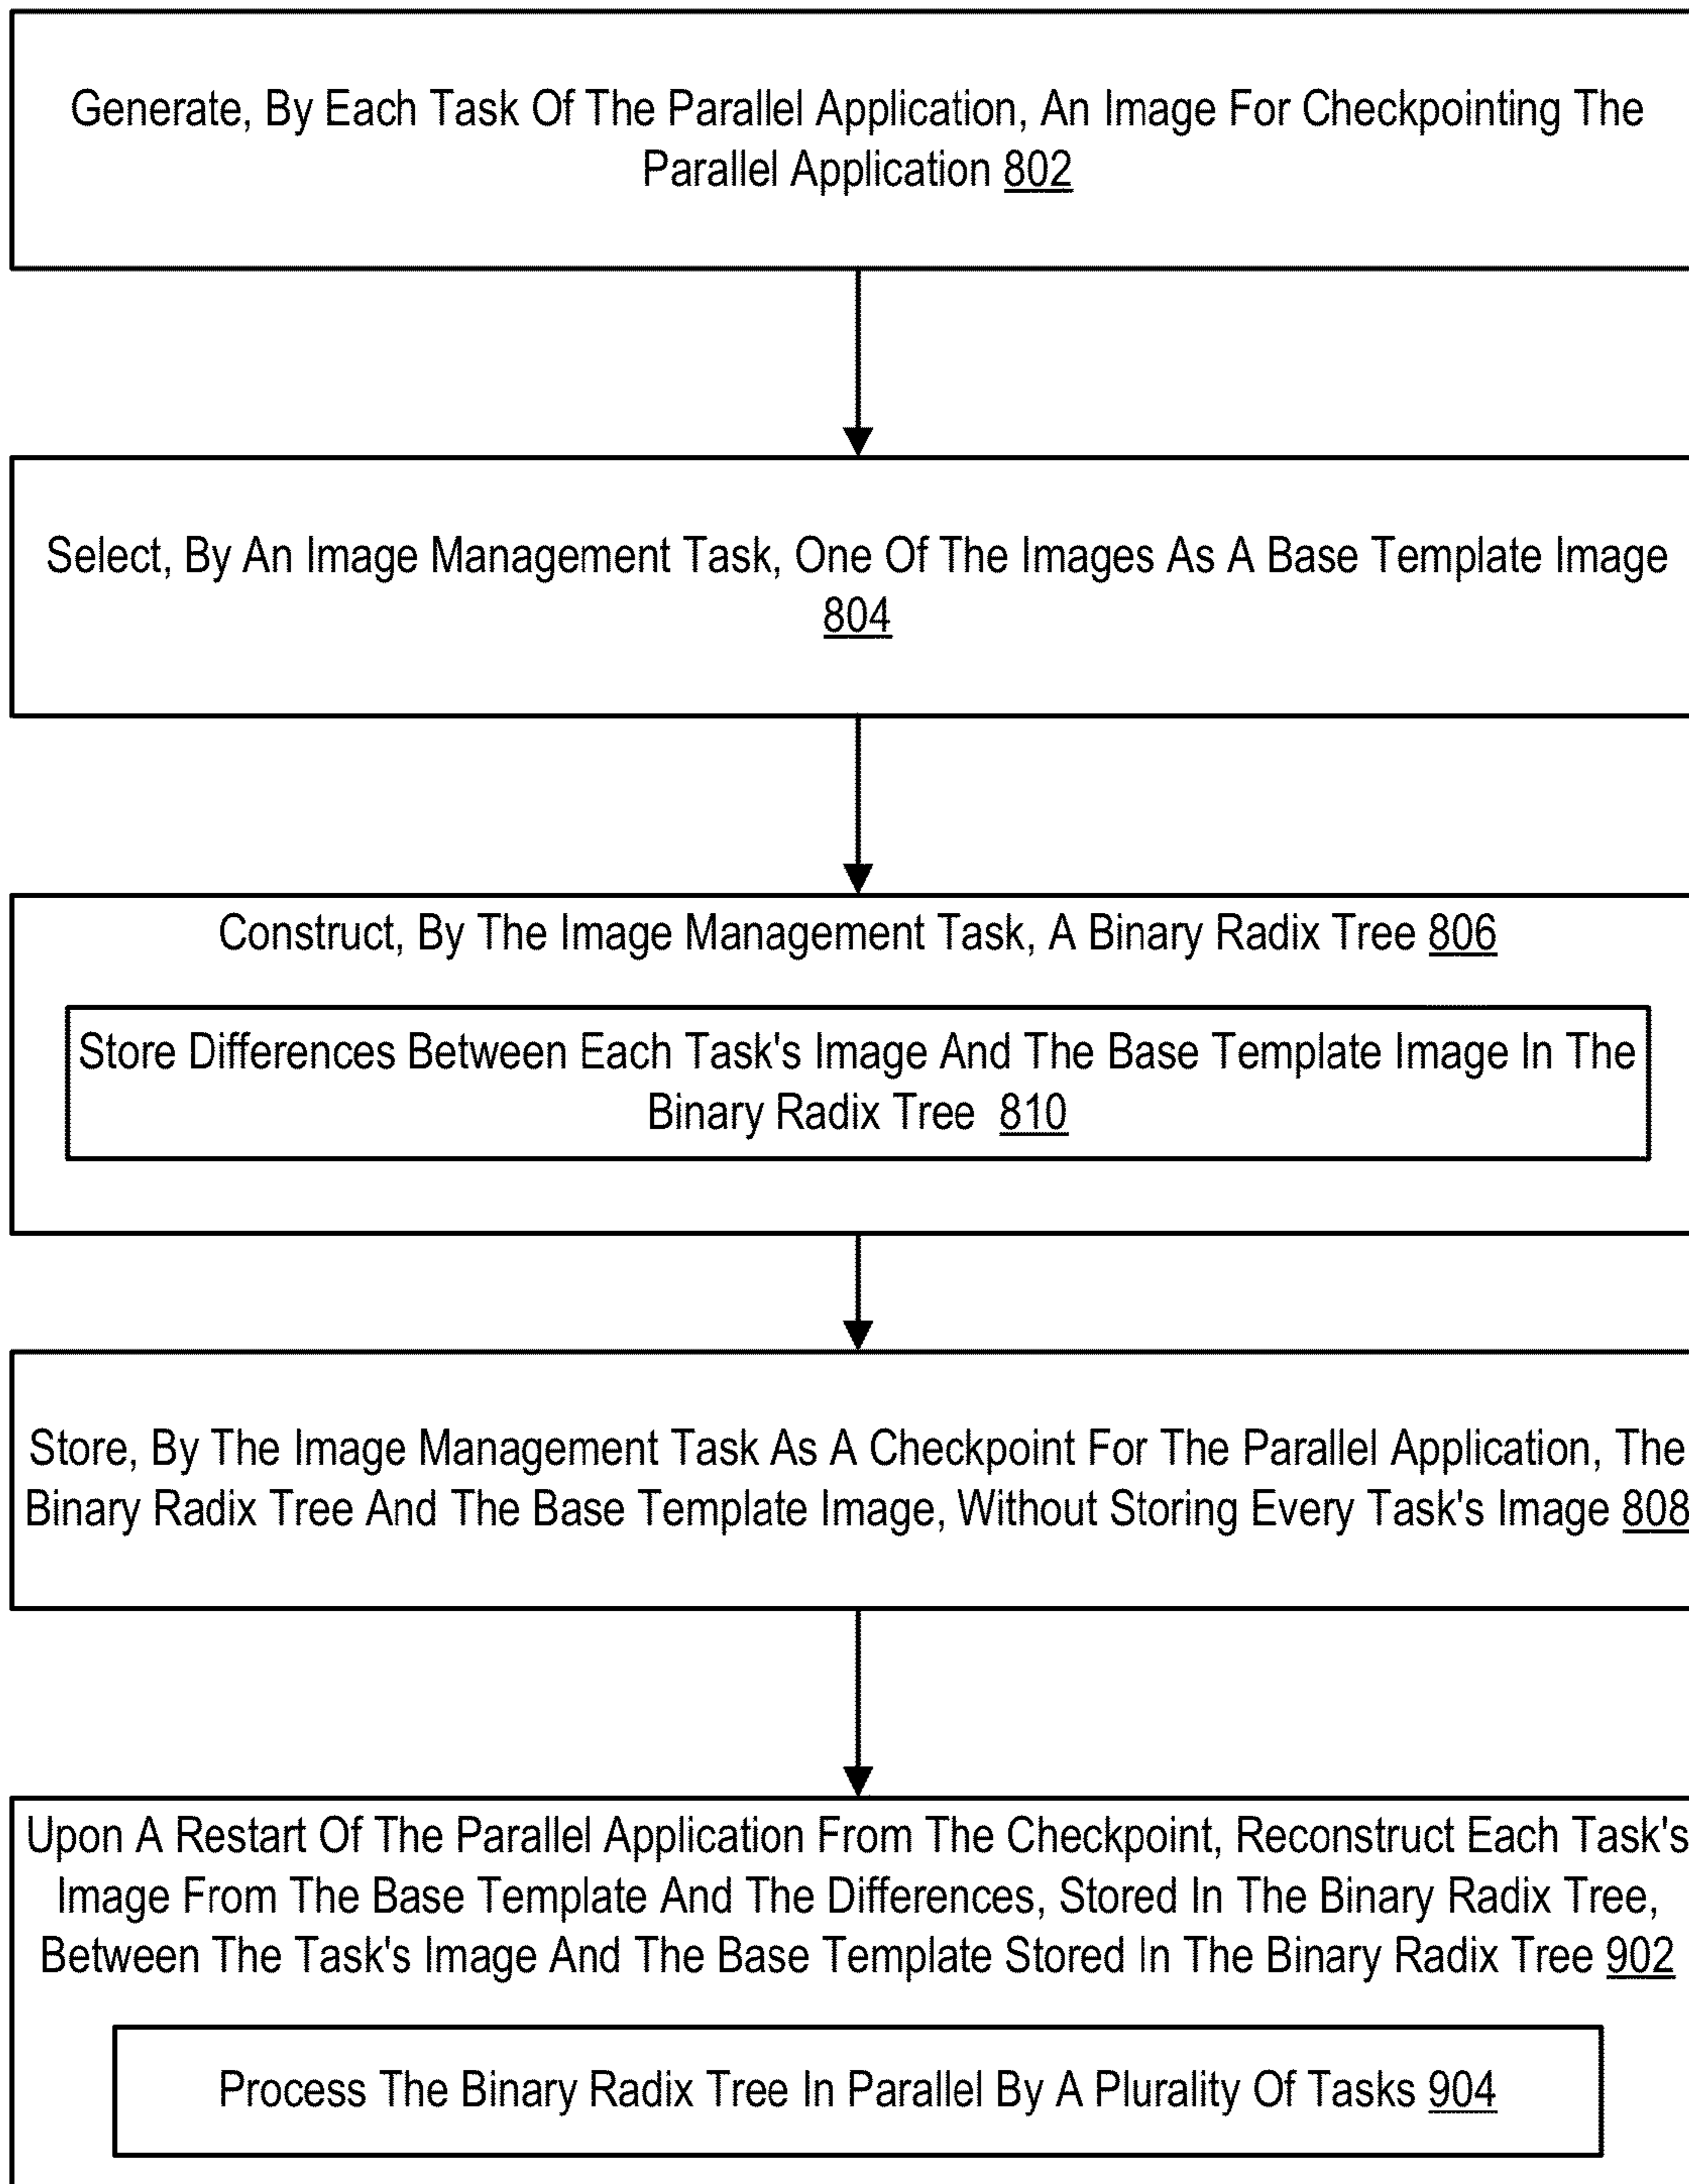 Generate, By Each Task Of The Parallel Application, An Image For Checkpointing The
Parallel Application 802
Select, By An Image Management Task, One Of The Images As A Base Template Image
804
Construct, By The Image Management Task, A Binary Radix Tree 806
Store Differences Between Each Task's Image And The Base Template Image In The
Binary Radix Tree 810
Store, By The Image Management Task As A Checkpoint For The Parallel Application, The
Binary Radix Tree And The Base Template Image, Without Storing Every Task's Image 808
Upon A Restart Of The Parallel Application From The Checkpoint, Reconstruct Each Task's
Image From The Base Template And The Differences, Stored In The Binary Radix Tree,
Between The Task's Image And The Base Template Stored In The Binary Radix Tree 902
Process The Binary Radix Tree In Parallel By A Plurality Of Tasks 904